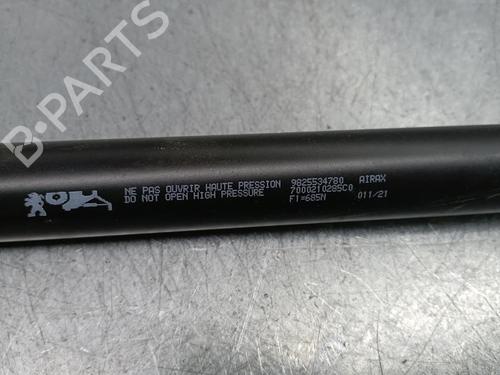 B-PARTS
NE PAS OUVRIR HAUTE PRESSION 9825534780 AIRAX
DO NOT OPEN HIGH PRESSURE 7000210285C0
F1=685N 011/21